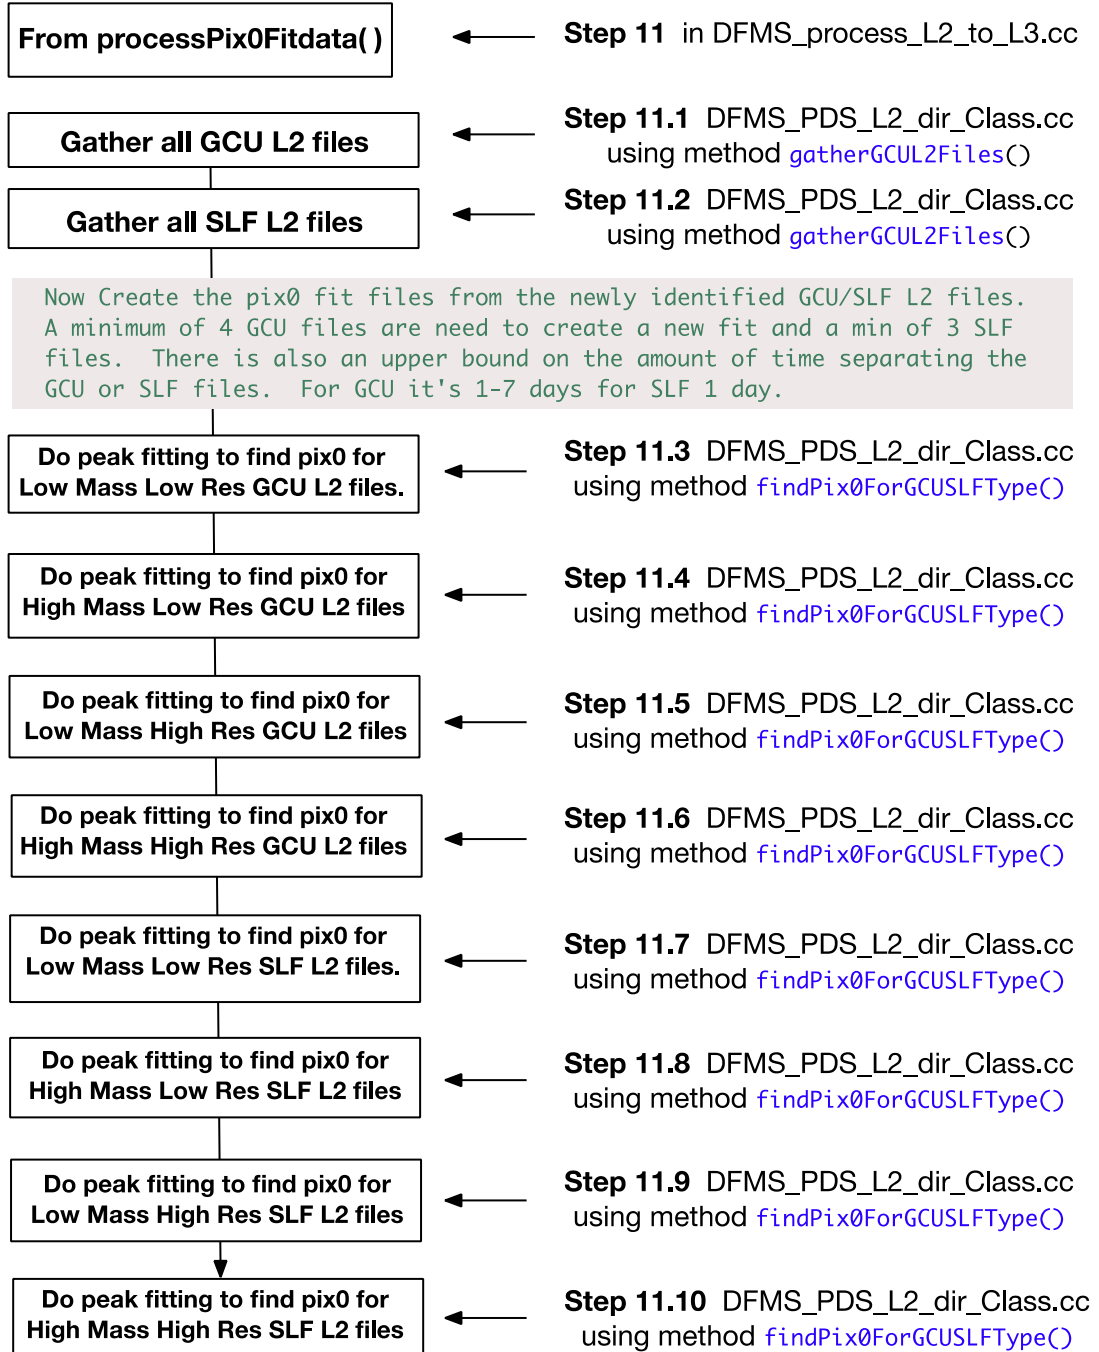 From processPix0Fitdata( )
Step 11 in DFMS_process_L2_to_L3.cc
Gather all GCU L2 files
Step 11.1 DFMS_PDS_L2_dir_Class.cc
using method gatherGCUL2Files()
Gather all SLF L2 files
Step 11.2 DFMS_PDS_L2_dir_Class.cc
using method gatherGCUL2Files()
Now Create the pix0 fit files from the newly identified GCU/SLF L2 files.
A minimum of 4 GCU files are need to create a new fit and a min of 3 SLF
files. There is also an upper bound on the amount of time separating the
GCU or SLF files. For GCU it's 1-7 days for SLF 1 day.
Do peak fitting to find pix0 for
Low Mass Low Res GCU L2 files.
Step 11.3 DFMS_PDS_L2_dir_Class.cc
using method findPix0ForGCUSLFType()
Do peak fitting to find pix0 for
High Mass Low Res GCU L2 files
Step 11.4 DFMS_PDS_L2_dir_Class.cc
using method findPix0ForGCUSLFType()
Do peak fitting to find pix0 for
Low Mass High Res GCU L2 files
Step 11.5 DFMS_PDS_L2_dir_Class.cc
using method findPix0ForGCUSLFType()
Do peak fitting to find pix0 for
High Mass High Res GCU L2 files
Step 11.6 DFMS_PDS_L2_dir_Class.cc
using method findPix0ForGCUSLFType()
Do peak fitting to find pix0 for
Low Mass Low Res SLF L2 files.
Step 11.7 DFMS_PDS_L2_dir_Class.cc
using method findPix0ForGCUSLFType()
Do peak fitting to find pix0 for
High Mass Low Res SLF L2 files
Step 11.8 DFMS_PDS_L2_dir_Class.cc
using method findPix0ForGCUSLFType()
Do peak fitting to find pix0 for
Low Mass High Res SLF L2 files
Step 11.9 DFMS_PDS_L2_dir_Class.cc
using method findPix0ForGCUSLFType()
Do peak fitting to find pix0 for
High Mass High Res SLF L2 files
Step 11.10 DFMS_PDS_L2_dir_Class.cc
using method findPix0ForGCUSLFType()